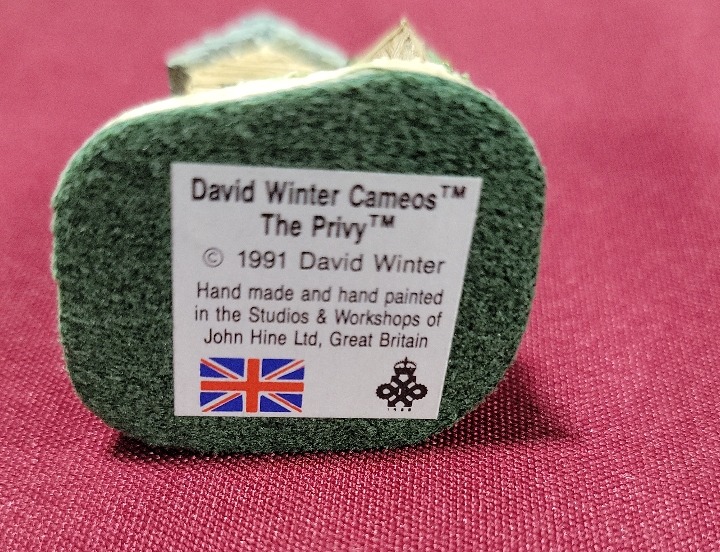 David Winter Cameos™
The Privy™
© 1991 David Winter
Hand made and hand painted
in the Studios & Workshops of
John Hine Ltd, Great Britain